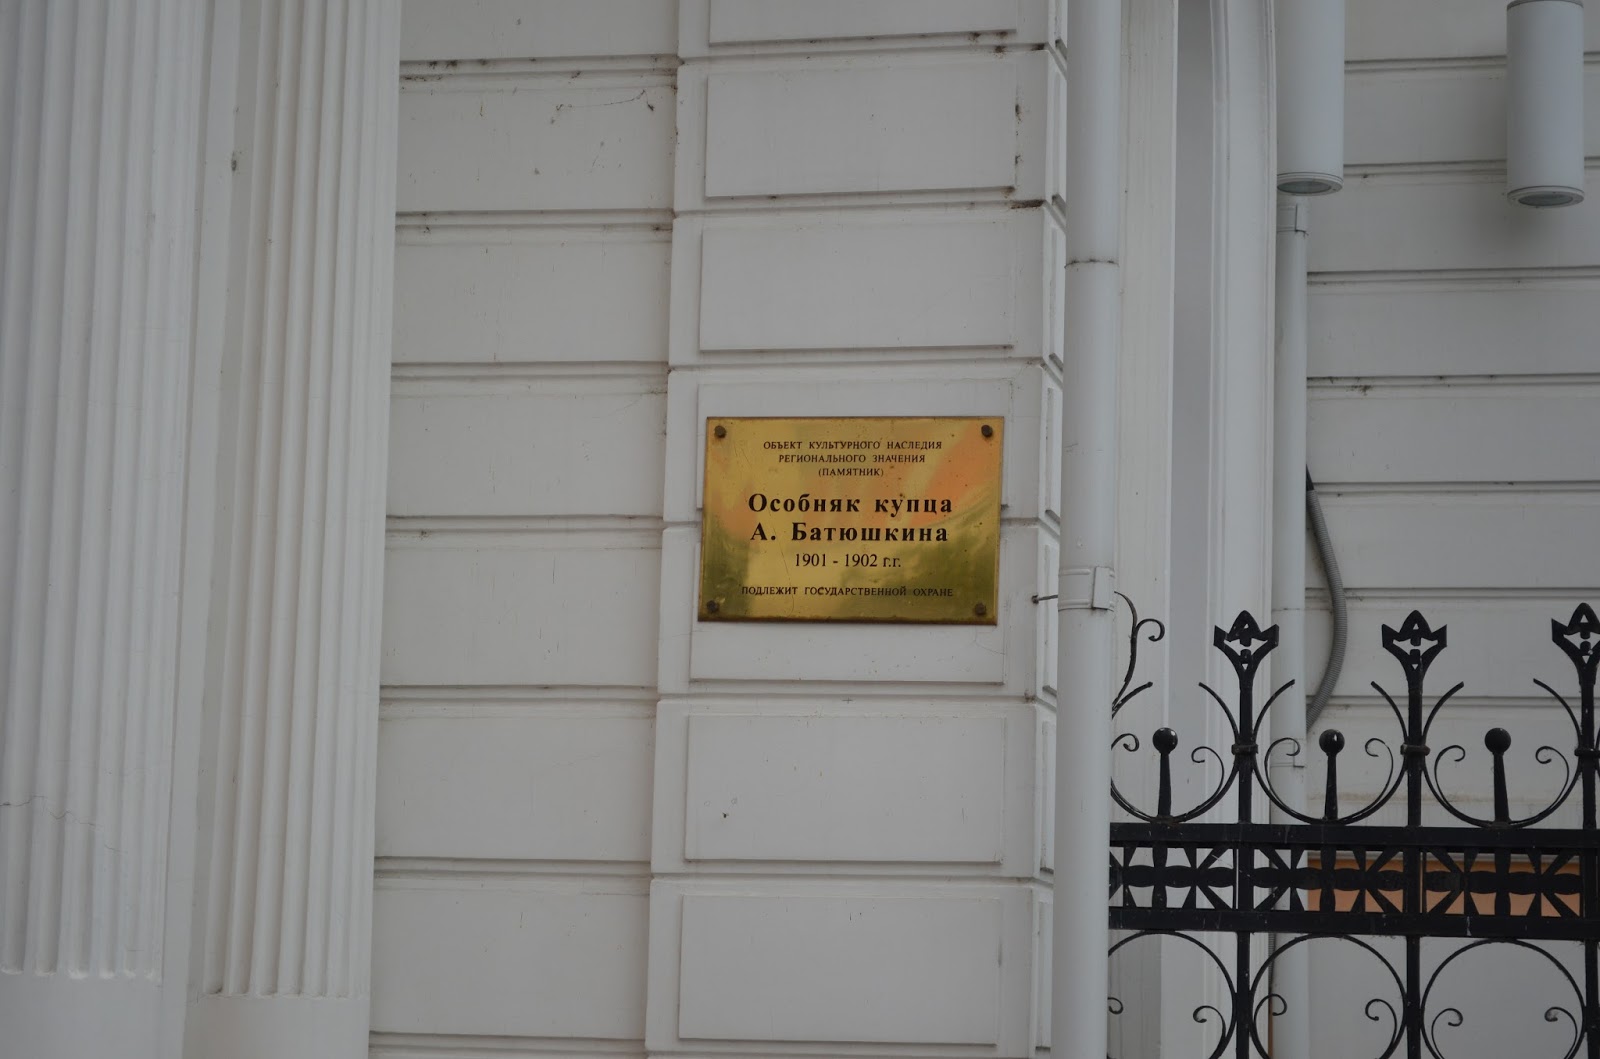 ОБЪЕКТ КУЛЬТУРНОГО НАСЛЕДИЯ
РЕГИОНАЛЬНОГО ЗНАЧЕНИЯ
(ПАМЯТНИК)
Особняк купца
А. Батюшкина
1901 - 1902 г.г.
ПОДЛЕЖИТ ГОСУДАРСТВЕННОЙ ОХРАНЕ